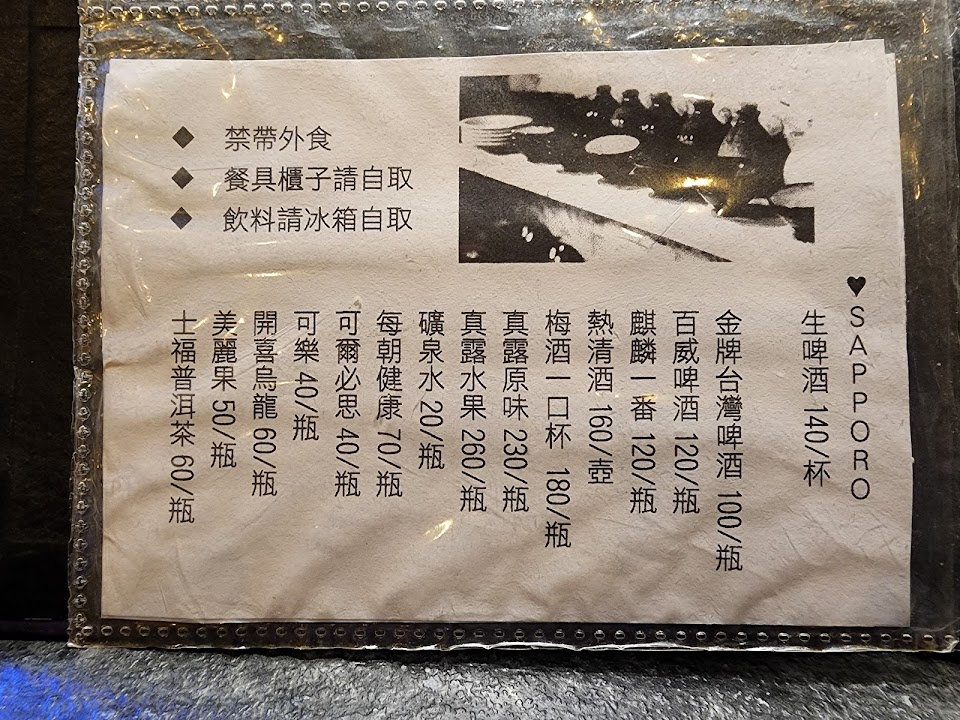 ◆ 禁帶外食
◆ 餐具櫃子請自取
◆ 飲料請冰箱自取
♥SAPPORO
生啤酒 140/杯
金牌台灣啤酒 100/瓶
百威啤酒 120/瓶
麒麟一番 120/瓶
熱清酒 160/壺
梅酒一口杯 180/瓶
真露原味 230/瓶
真露水果 260/瓶
礦泉水 20/瓶
每朝健康 70/瓶
可爾必思 40/瓶
可樂 40/瓶
開喜烏龍 60/瓶
美麗果 50/瓶
士福普洱茶 60/瓶